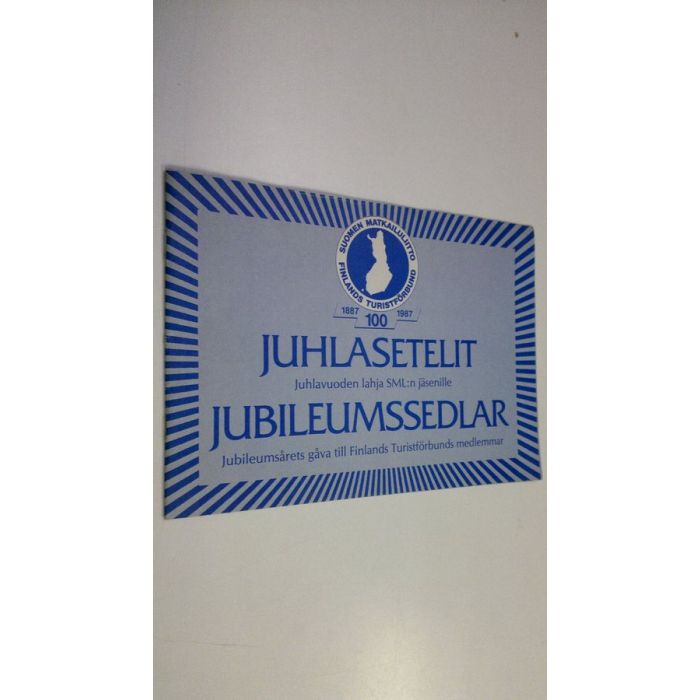 SUOMEN MATKAILULIITTO
FINLANDS TURISTFÖRBUND
1887 100 1987
JUHLASETELIT
Juhlavuoden lahja SML:n jäsenille
JUBILEUMSSEDLAR
Jubileumsårets gåva till Finlands Turistförbunds medlemmar